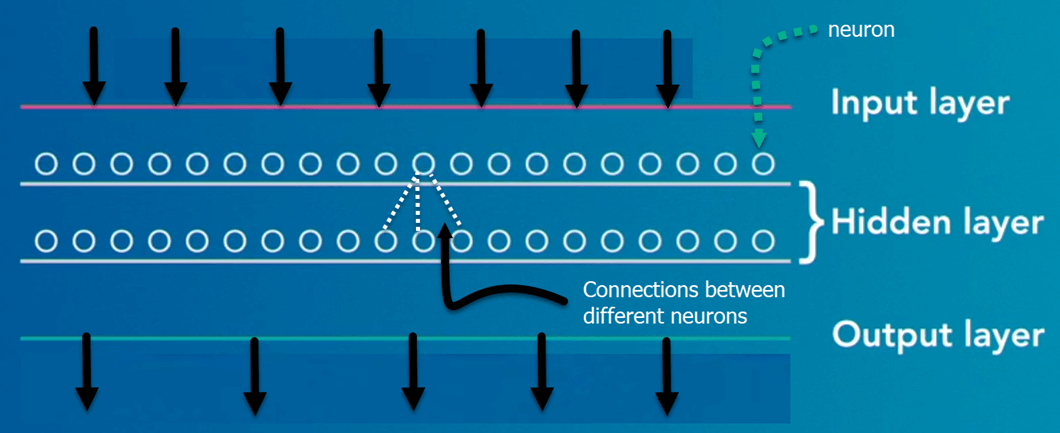 neuron
Input layer
Hidden layer
Connections between
different neurons
Output layer